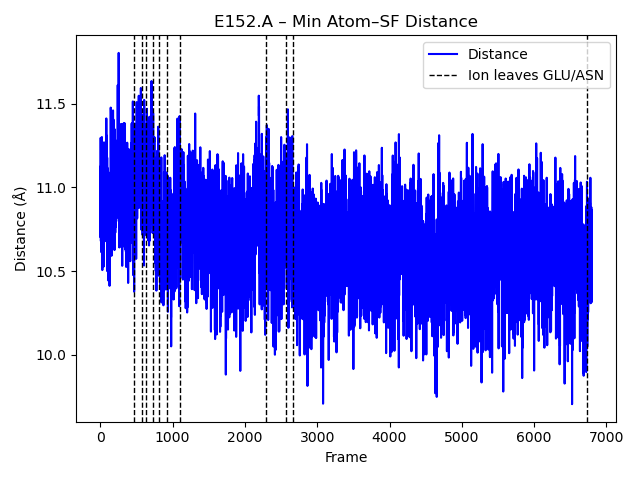 E152.A – Min Atom–SF Distance
Distance
Ion leaves GLU/ASN
Distance (Å)
11.5
11.0
10.5
10.0
0 1000 2000 3000 4000 5000 6000 7000
Frame